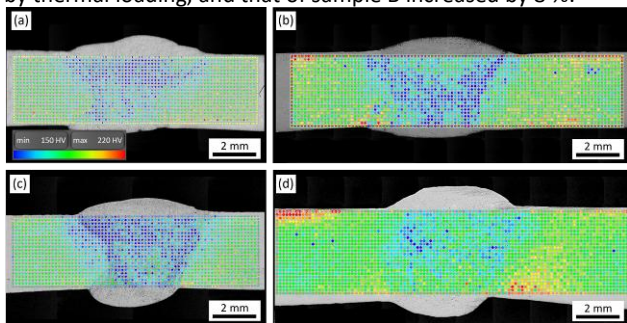 by thermal loading, and that of sample B increased by 8 %.
(a)
(b)
min 150 HV max 220 HV
2 mm
2 mm
(c)
(d)
2 mm
2 mm